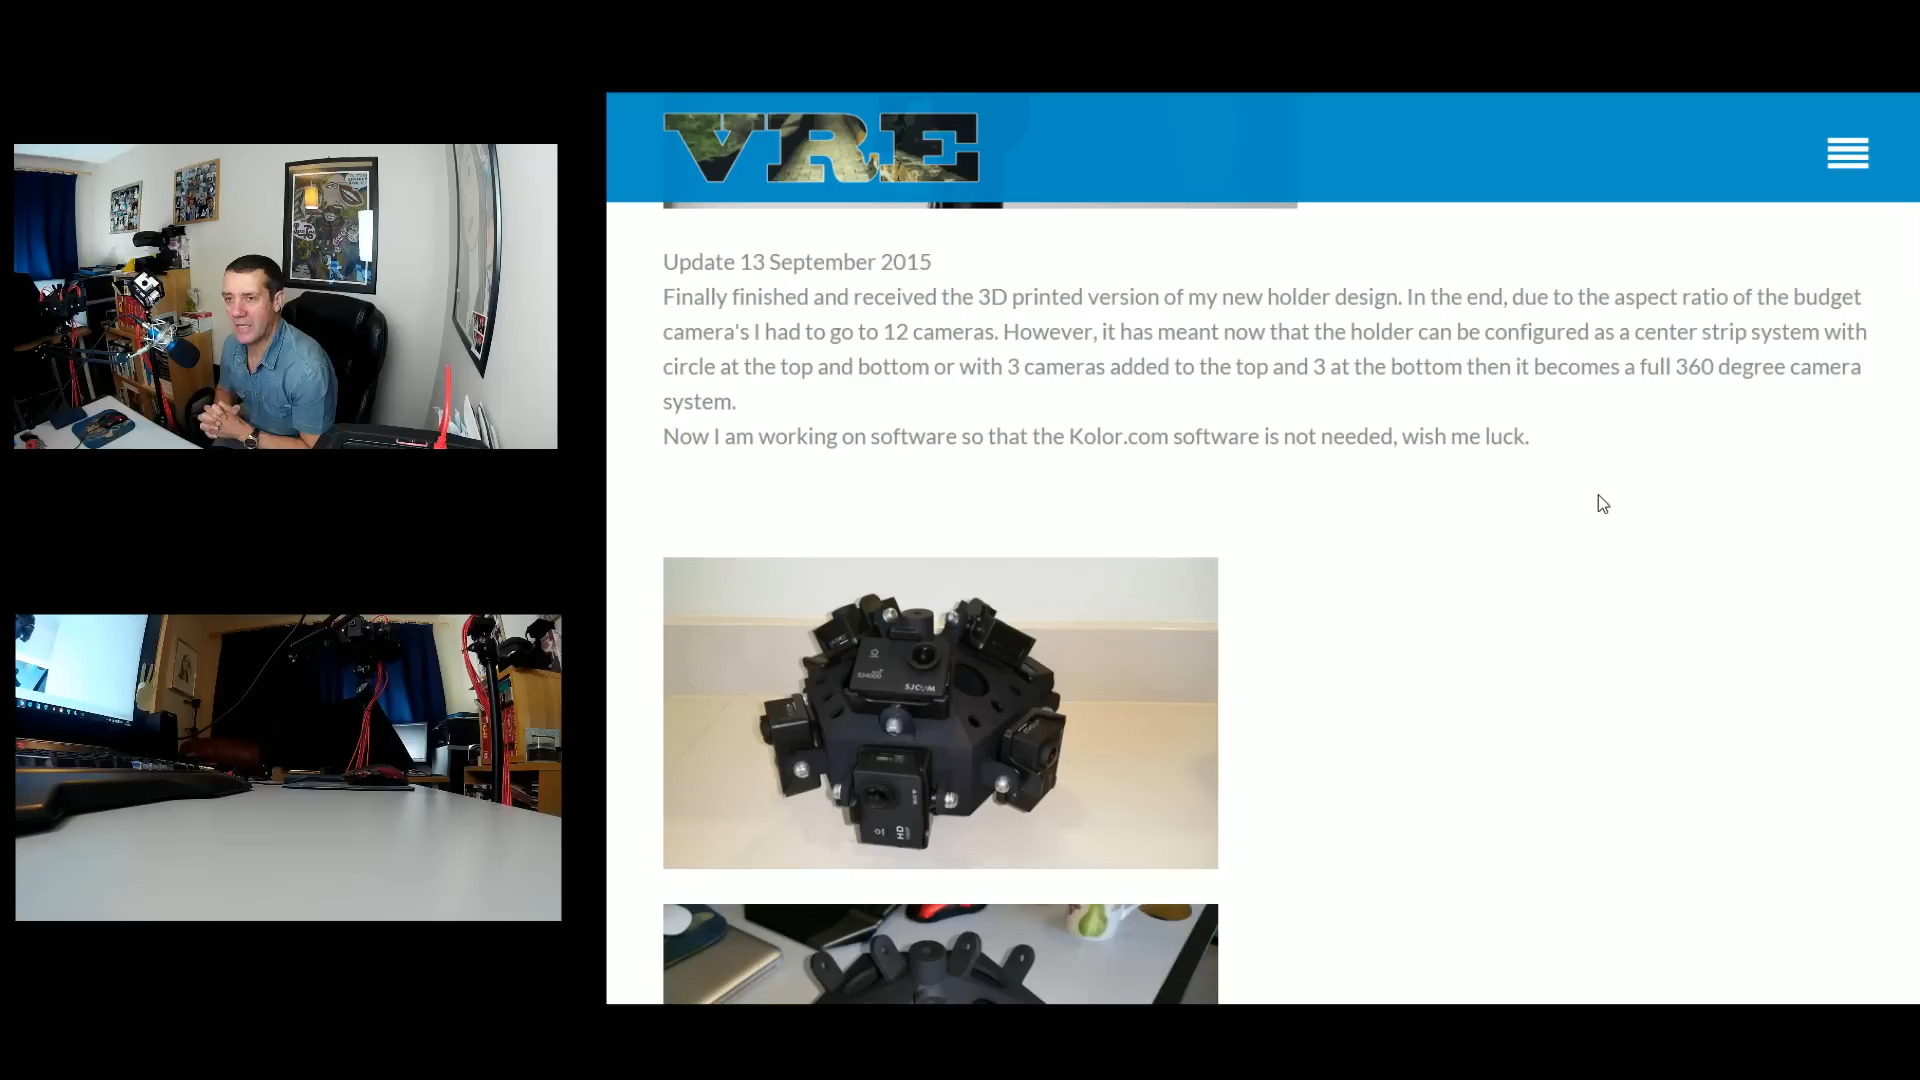 VRE
Update 13 September 2015
Finally finished and received the 3D printed version of my new holder design. In the end, due to the aspect ratio of the budget
camera's I had to go to 12 cameras. However, it has meant now that the holder can be configured as a center strip system with
circle at the top and bottom or with 3 cameras added to the top and 3 at the bottom then it becomes a full 360 degree camera
system.
Now I am working on software so that the Kolor.com software is not needed, wish me luck.
SJ4000
SJCAM
HD